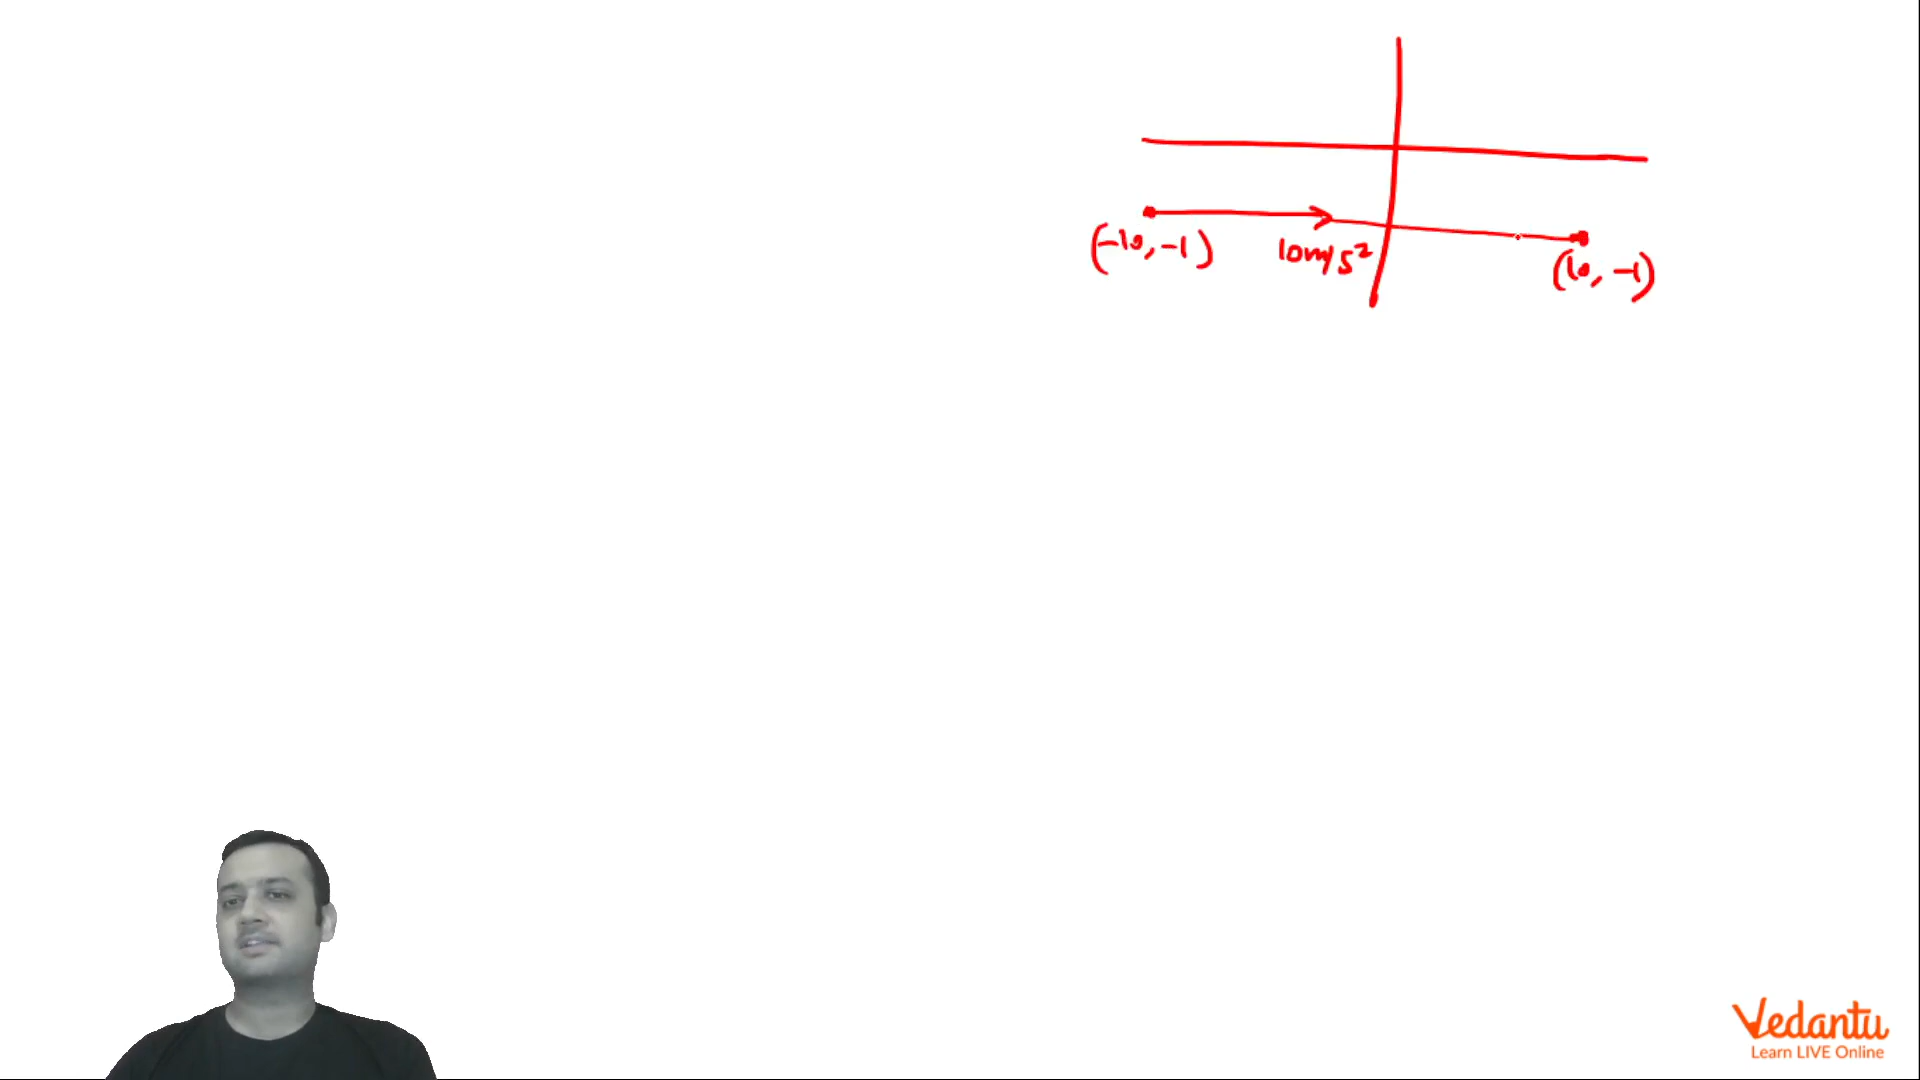 (-10, -1)
10m/s²
(10, -1)
Vedantu
Learn LIVE Online